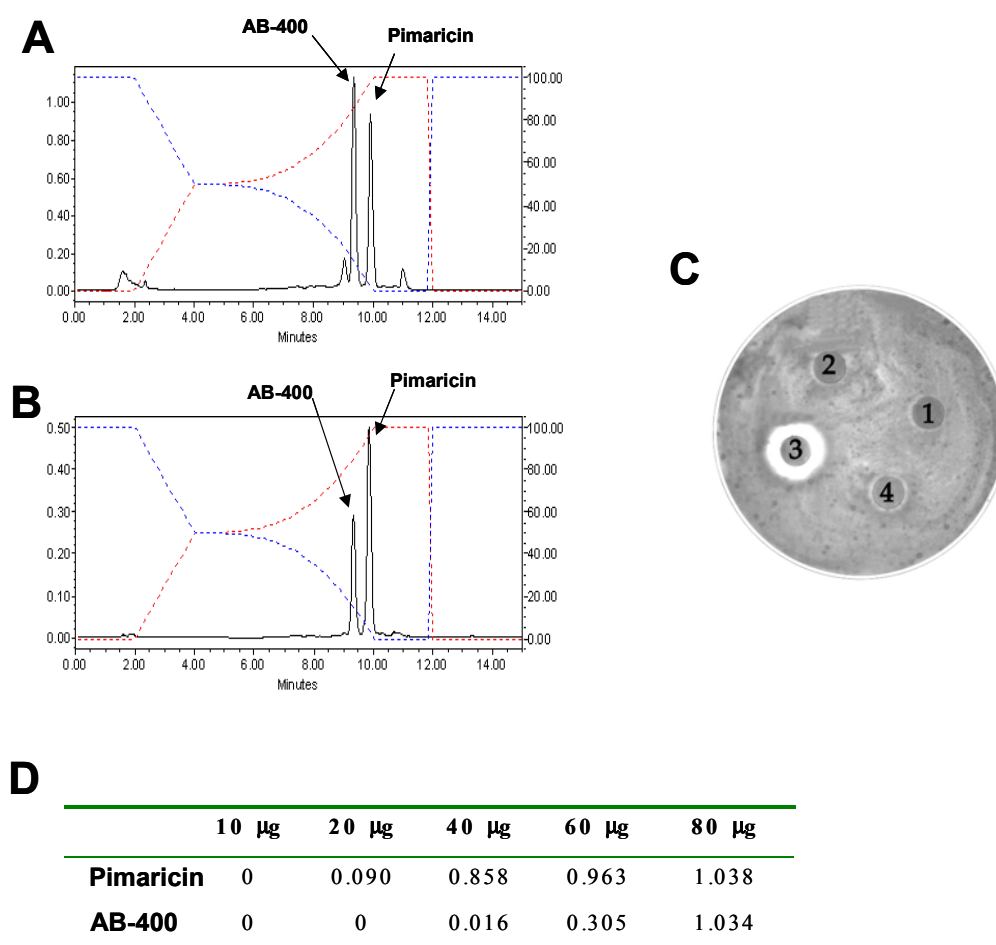 A
AB-400
Pimaricin
1.00
0.80
0.60
0.40
0.20
0.00
100.00
80.00
60.00
40.00
20.00
0.00
0.00 2.00 4.00 6.00 8.00 10.00 12.00 14.00
Minutes
B
AB-400
Pimaricin
0.50
0.40
0.30
0.20
0.10
0.00
100.00
80.00
60.00
40.00
20.00
0.00
0.00 2.00 4.00 6.00 8.00 10.00 12.00 14.00
Minutes
C
2
1
3
4
D
10 µg 20 µg 40 µg 60 µg 80 µg
Pimaricin 0 0.090 0.858 0.963 1.038
AB-400 0 0 0.016 0.305 1.034